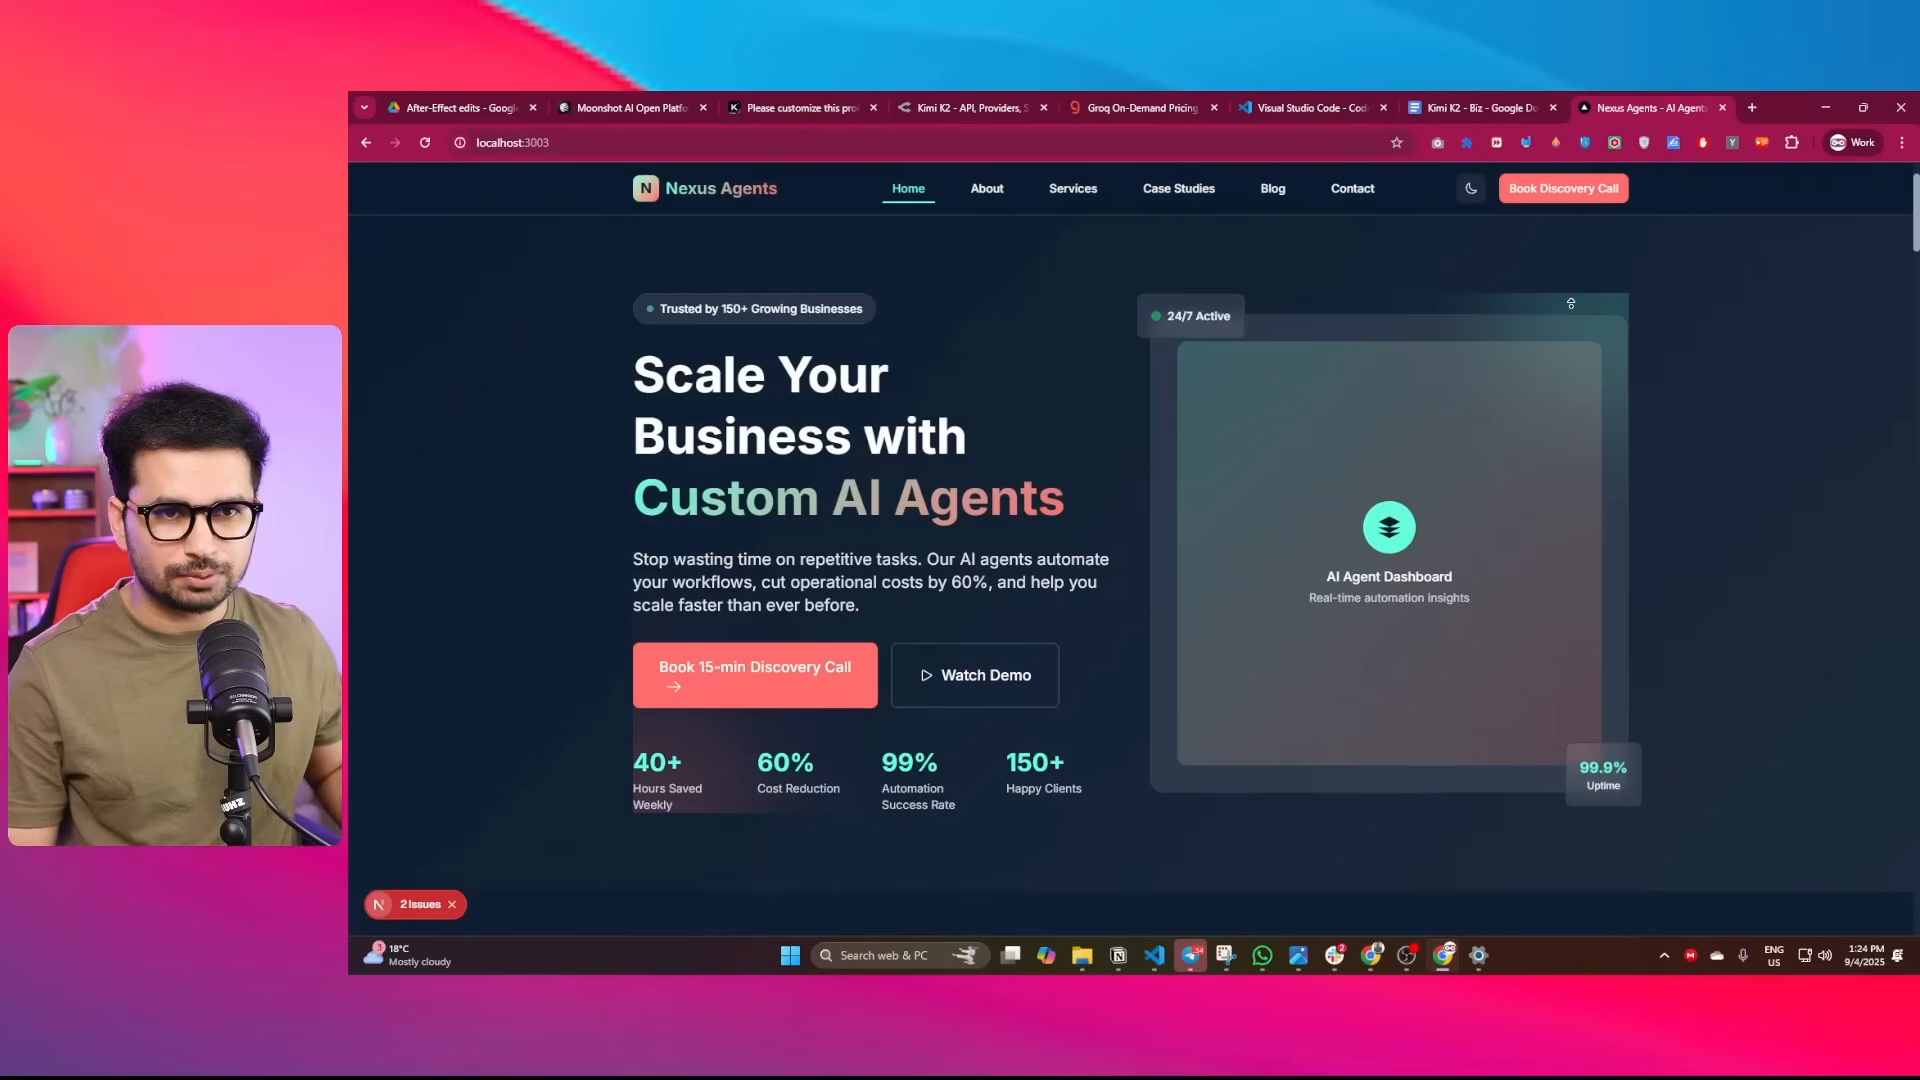 After-Effect edits - Googl
Moonshot AI Open Platfo
Please customize this pro
Kimi K2 - API, Providers, S
Groq On-Demand Pricing
Visual Studio Code - Cod
Kimi K2 - Biz - Google Do
Nexus Agents - AI Agent
localhost:3003
Work
N Nexus Agents
Home
About
Services
Case Studies
Blog
Contact
Book Discovery Call
Trusted by 150+ Growing Businesses
Scale Your
Business with
Custom AI Agents
Stop wasting time on repetitive tasks. Our AI agents automate
your workflows, cut operational costs by 60%, and help you
scale faster than ever before.
Book 15-min Discovery Call
Watch Demo
40+
Hours Saved
Weekly
60%
Cost Reduction
99%
Automation
Success Rate
150+
Happy Clients
24/7 Active
AI Agent Dashboard
Real-time automation insights
99.9%
Uptime
N 2 Issues
3
18°C
Mostly cloudy
Search web & PC
54
2
ENG
US
1:24 PM
9/4/2025